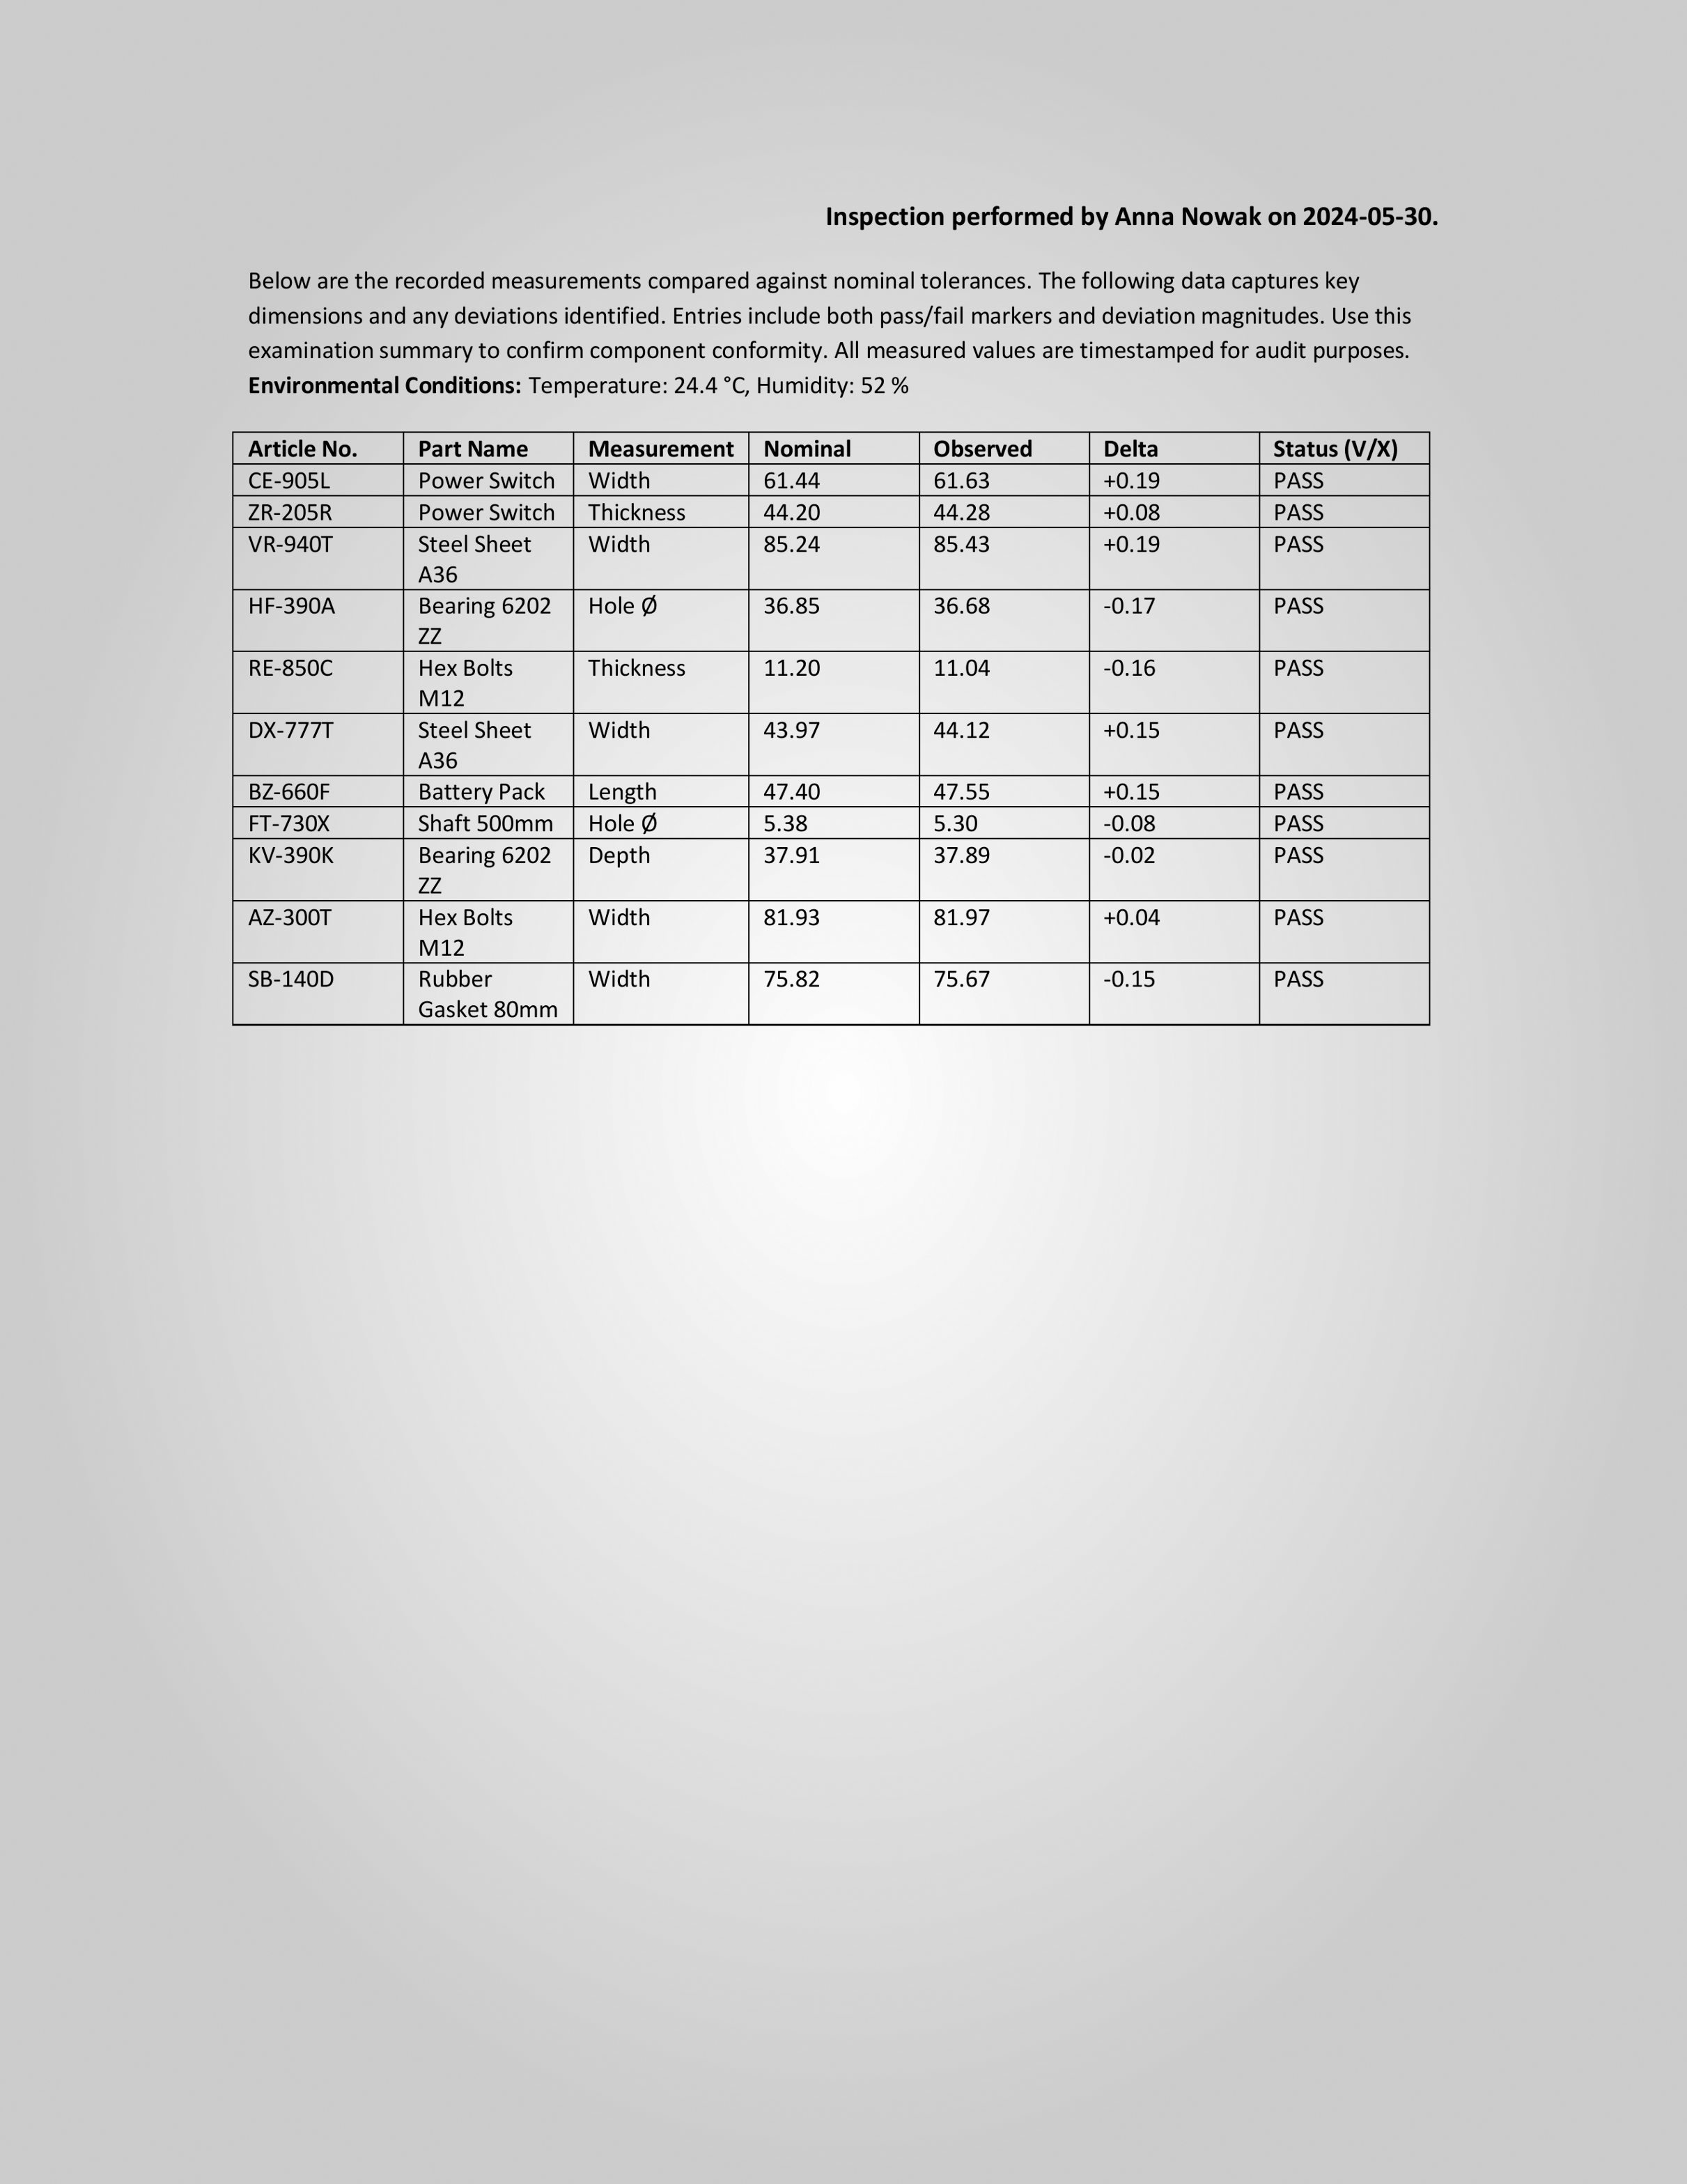 Inspection performed by Anna Nowak on 2024-05-30.
Below are the recorded measurements compared against nominal tolerances. The following data captures key
dimensions and any deviations identified. Entries include both pass/fail markers and deviation magnitudes. Use this
examination summary to confirm component conformity. All measured values are timestamped for audit purposes.
Environmental Conditions: Temperature: 24.4 °C, Humidity: 52 %
Article No. Part Name Measurement Nominal Observed Delta Status (V/X)
CE-905L Power Switch Width 61.44 61.63 +0.19 PASS
ZR-205R Power Switch Thickness 44.20 44.28 +0.08 PASS
VR-940T Steel Sheet Width 85.24 85.43 +0.19 PASS
A36
HF-390A Bearing 6202 Hole Ø 36.85 36.68 -0.17 PASS
ZZ
RE-850C Hex Bolts Thickness 11.20 11.04 -0.16 PASS
M12
DX-777T Steel Sheet Width 43.97 44.12 +0.15 PASS
A36
BZ-660F Battery Pack Length 47.40 47.55 +0.15 PASS
FT-730X Shaft 500mm Hole Ø 5.38 5.30 -0.08 PASS
KV-390K Bearing 6202 Depth 37.91 37.89 -0.02 PASS
ZZ
AZ-300T Hex Bolts Width 81.93 81.97 +0.04 PASS
M12
SB-140D Rubber Width 75.82 75.67 -0.15 PASS
Gasket 80mm